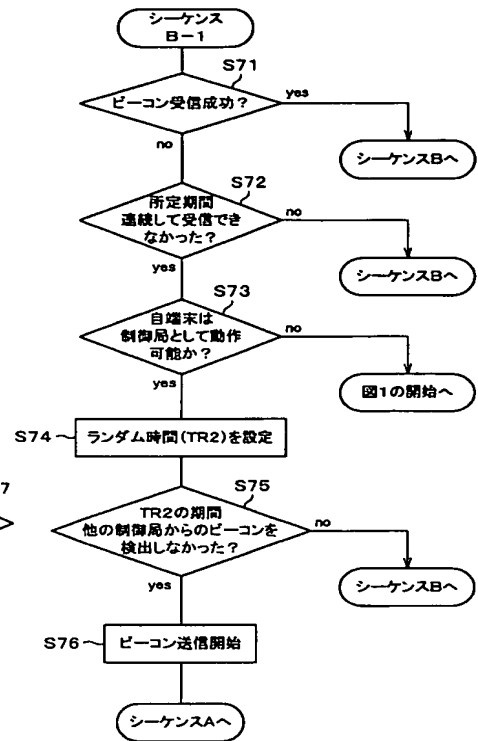 シーケンス
B-1
S71
ビーコン受信成功？
yes
no
シーケンスBへ
S72
所定期間
連続して受信でき
なかった？
no
yes
シーケンスBへ
S73
自端末は
制御局として動作
可能か？
no
yes
図1の開始へ
S74
ランダム時間(TR2)を設定
7
S75
TR2の期間
他の制御局からのビーコンを
検出しなかった？
no
yes
シーケンスBへ
S76
ビーコン送信開始
シーケンスAへ